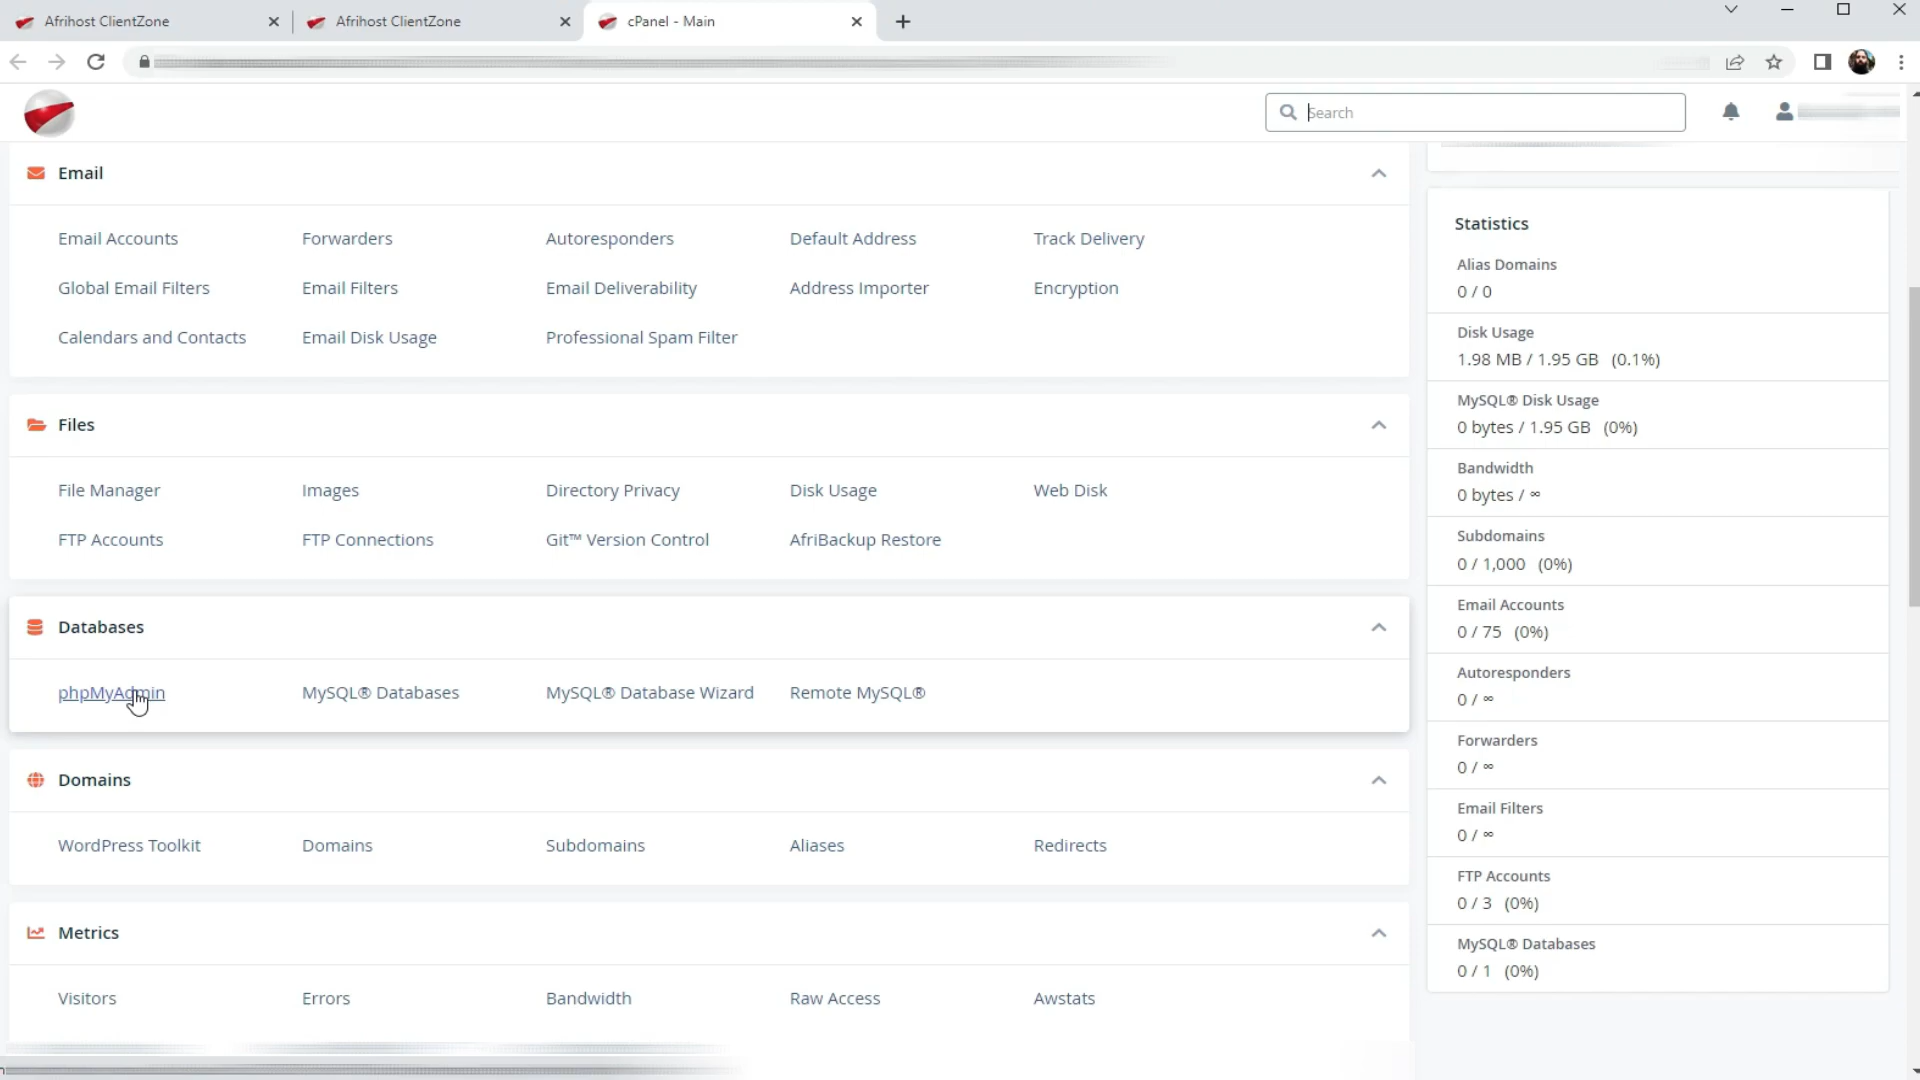 Afrihost ClientZone
Afrihost ClientZone
cPanel - Main
Search
Email
Email Accounts Forwarders Autoresponders Default Address Track Delivery
Global Email Filters Email Filters Email Deliverability Address Importer Encryption
Calendars and Contacts Email Disk Usage Professional Spam Filter
Files
File Manager Images Directory Privacy Disk Usage Web Disk
FTP Accounts FTP Connections Git™ Version Control AfriBackup Restore
Databases
phpMyAdmin MySQL® Databases MySQL® Database Wizard Remote MySQL®
Domains
WordPress Toolkit Domains Subdomains Aliases Redirects
Metrics
Visitors Errors Bandwidth Raw Access Awstats
Statistics
Alias Domains
0 / 0
Disk Usage
1.98 MB / 1.95 GB (0.1%)
MySQL® Disk Usage
0 bytes / 1.95 GB (0%)
Bandwidth
0 bytes / ∞
Subdomains
0 / 1,000 (0%)
Email Accounts
0 / 75 (0%)
Autoresponders
0 / ∞
Forwarders
0 / ∞
Email Filters
0 / ∞
FTP Accounts
0 / 3 (0%)
MySQL® Databases
0 / 1 (0%)